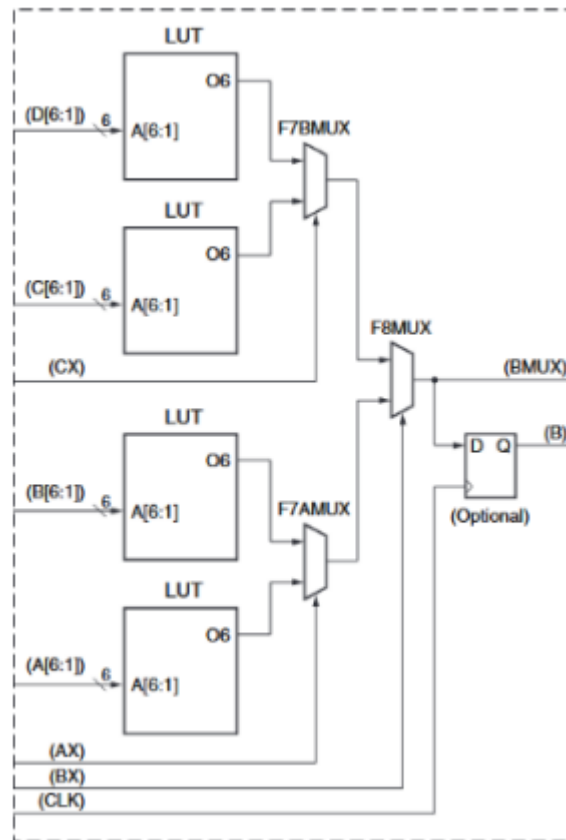 LUT
O6
(D[6:1])
6
A[6:1]
F7BMUX
LUT
O6
(C[6:1])
6
A[6:1]
F8MUX
(CX)
(BMUX)
LUT
O6
D Q
(B)
(B[6:1])
6
A[6:1]
F7AMUX
(Optional)
LUT
O6
(A[6:1])
6
A[6:1]
(AX)
(BX)
(CLK)